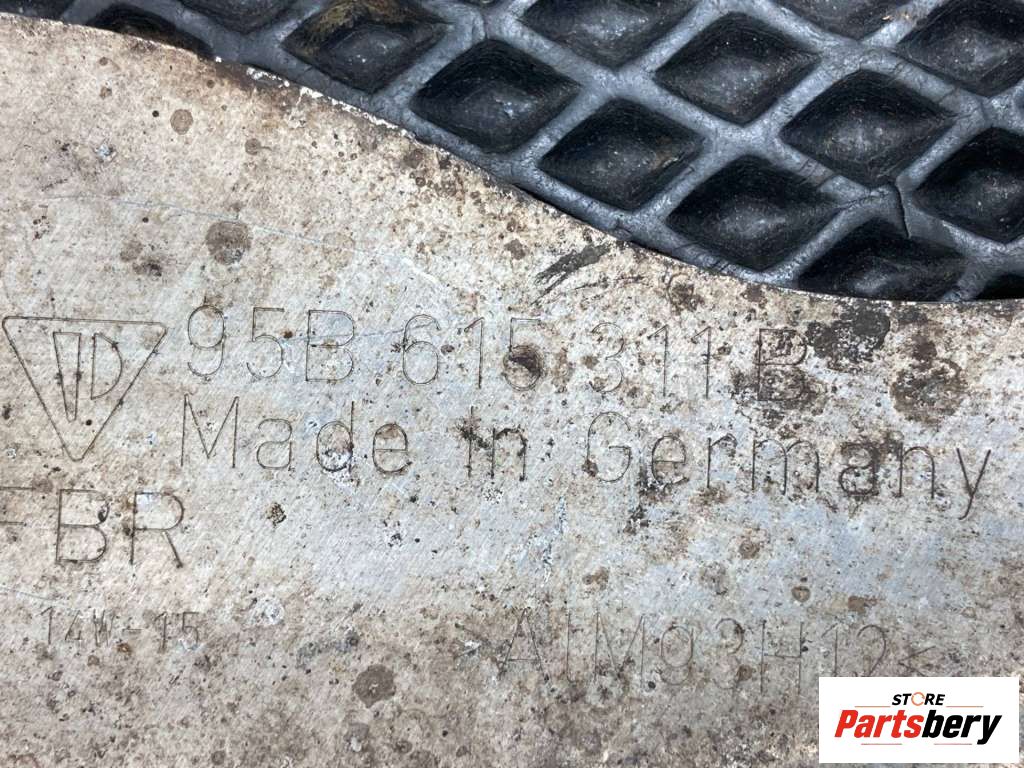 95B 615 311 B
Made in Germany
FBR
14W-15
>AlMg3H12<
STORE
Partsbery